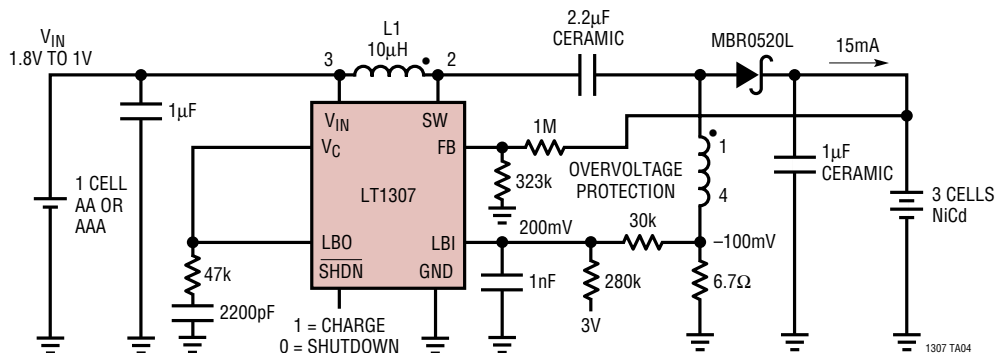 VIN
1.8V TO 1V
L1
10µH
3
2
2.2µF
CERAMIC
MBR0520L
15mA
1µF
VIN
SW
VC
FB
1M
323k
OVERVOLTAGE
PROTECTION
1
4
1µF
CERAMIC
1 CELL
AA OR
AAA
LT1307
3 CELLS
NiCd
200mV
30k
–100mV
LBO
LBI
SHDN
GND
47k
2200pF
1nF
280k
3V
6.7Ω
1 = CHARGE
0 = SHUTDOWN
1307 TA04